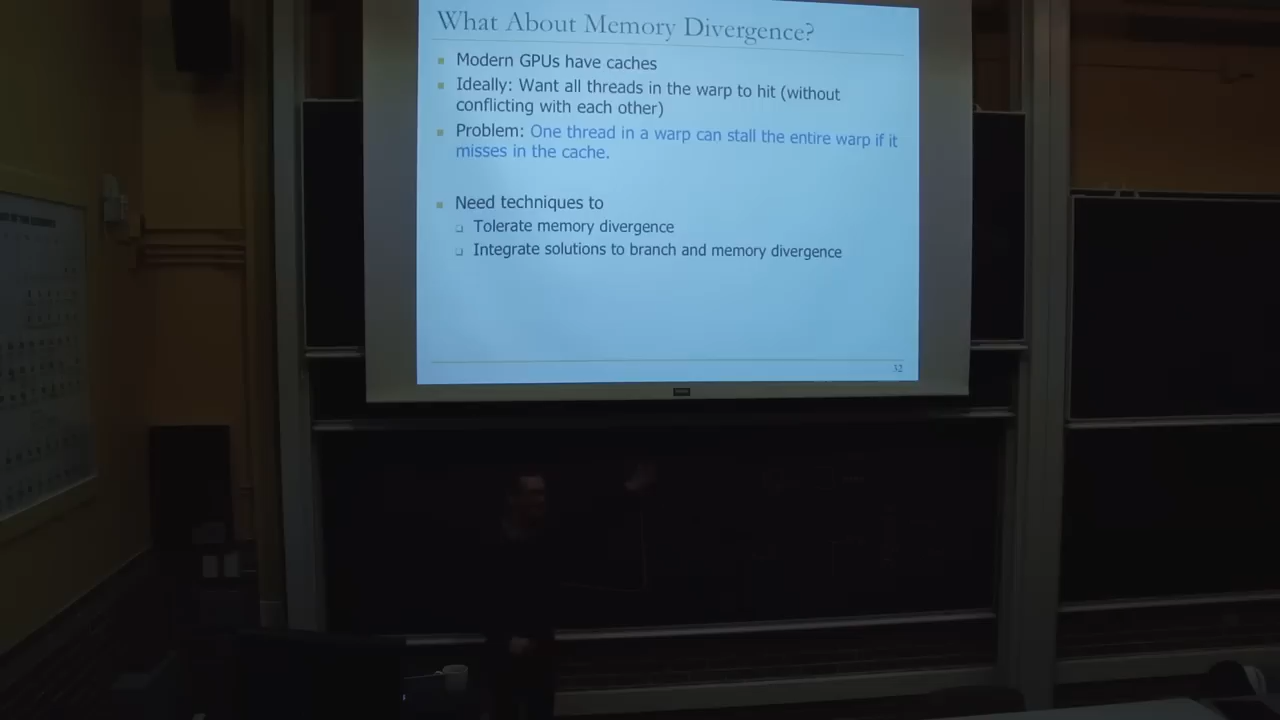 What About Memory Divergence?
Modern GPUs have caches
Ideally: Want all threads in the warp to hit (without
conflicting with each other)
Problem: One thread in a warp can stall the entire warp if it
misses in the cache.
Need techniques to
Tolerate memory divergence
Integrate solutions to branch and memory divergence
32